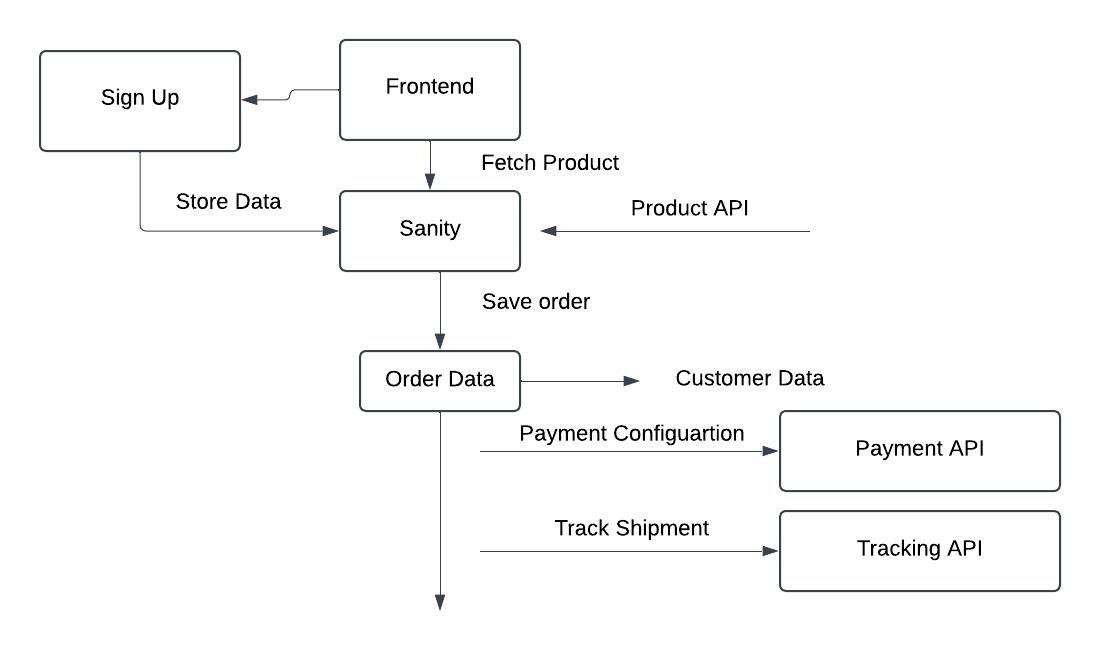 Frontend
Sign Up
Fetch Product
Store Data
Product API
Sanity
Save order
Order Data
Customer Data
Payment Configuartion
Payment API
Track Shipment
Tracking API